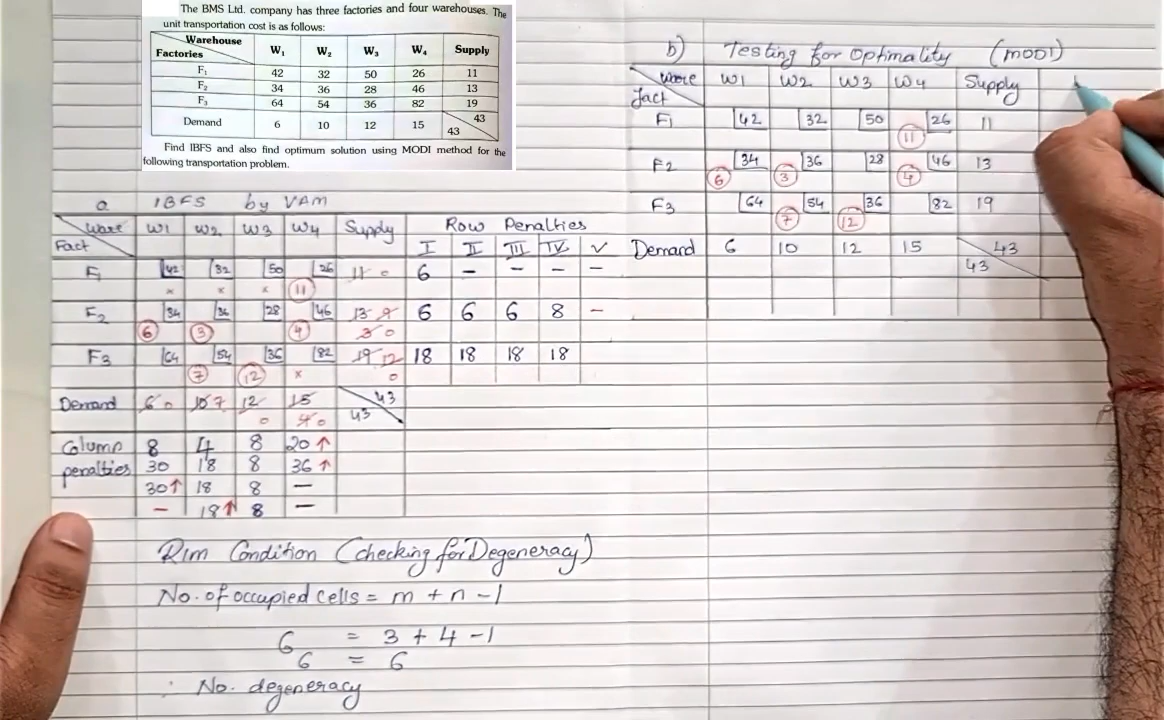 The BMS Ltd. company has three factories and four warehouses. The
unit transportation cost is as follows:
Warehouse
Factories W₁ W₂ W₃ W₄ Supply
F₁ 42 32 50 26 11
F₂ 34 36 28 46 13
F₃ 64 54 36 82 19
Demand 6 10 12 15 43 43
Find IBFS and also find optimum solution using MODI method for the
following transportation problem.
a IBFS by VAM
Ware W1 W2 W3 W4 Supply Row Penalties
Fact I II III IV V
F1 42 32 50 26 11 0 6 – – – –
x x x 11
F2 34 36 28 46 13 9 6 6 6 8 –
6 3 4 3 0
F3 64 54 36 82 19 12 18 18 18 18
7 12 x 0
Demand 6 0 10 7 12 15 43
0 4 0 43
Column 8 4 8 20↑
penalties 30 18 8 36↑
30↑ 18 8 –
– 18↑ 8 –
Rim Condition (checking for Degeneracy)
No. of occupied cells = m + n - 1
6 = 3 + 4 - 1
6 = 6
∴ No. degeneracy
b) Testing for Optimality (MODI)
Ware W1 W2 W3 W4 Supply
fact
F1 42 32 50 26 11
11
F2 34 36 28 46 13
6 3 4
F3 64 54 36 82 19
7 12
Demand 6 10 12 15 43
43